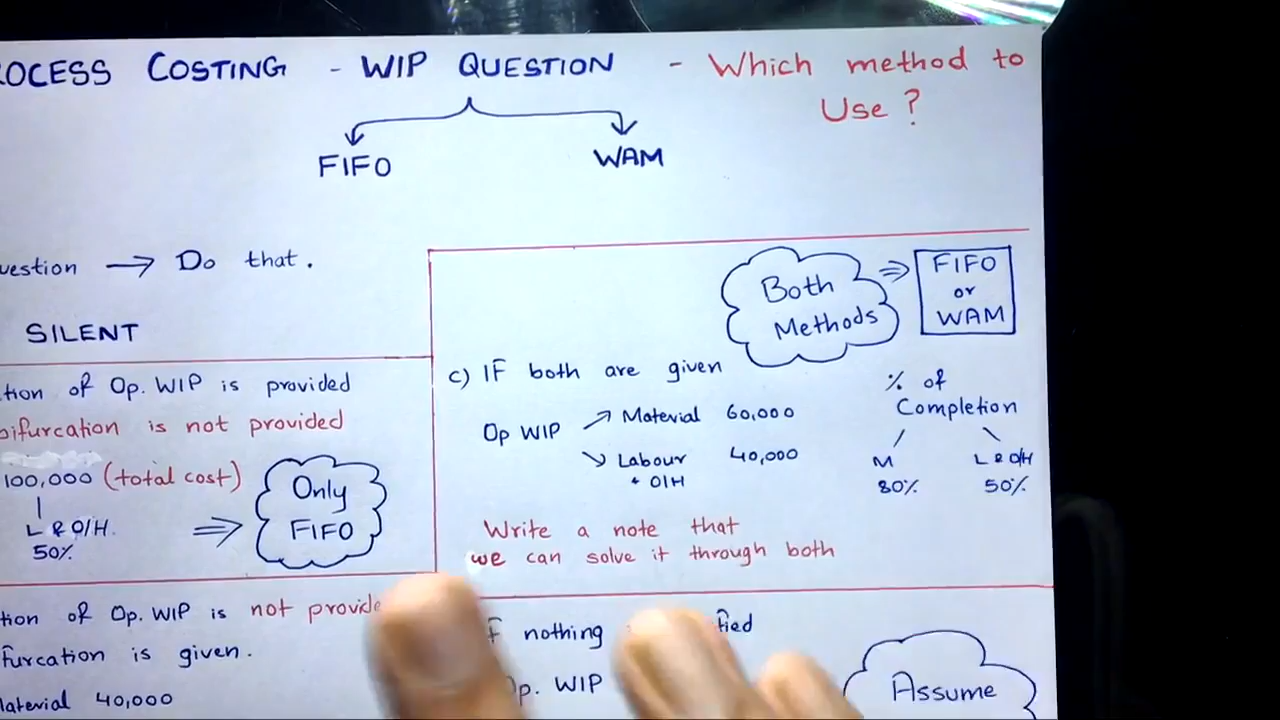 ROCESS COSTING - WIP QUESTION - Which method to
Use ?
FIFO
WAM
uestion → Do that.
SILENT
tion of Op. WIP is provided
bifurcation is not provided
100,000 (total cost)
L & O/H.
50%
⇒
Only
FIFO
Both
Methods
⇒
FIFO
or
WAM
c) IF both are given
Op WIP
Material 60,000
Labour 40,000
+ O/H
% of
Completion
M
80%
L & O/H
50%
Write a note that
we can solve it through both
tion of Op. WIP is not provide
furcation is given.
Material 40,000
f nothing fied
Op. WIP
Assume